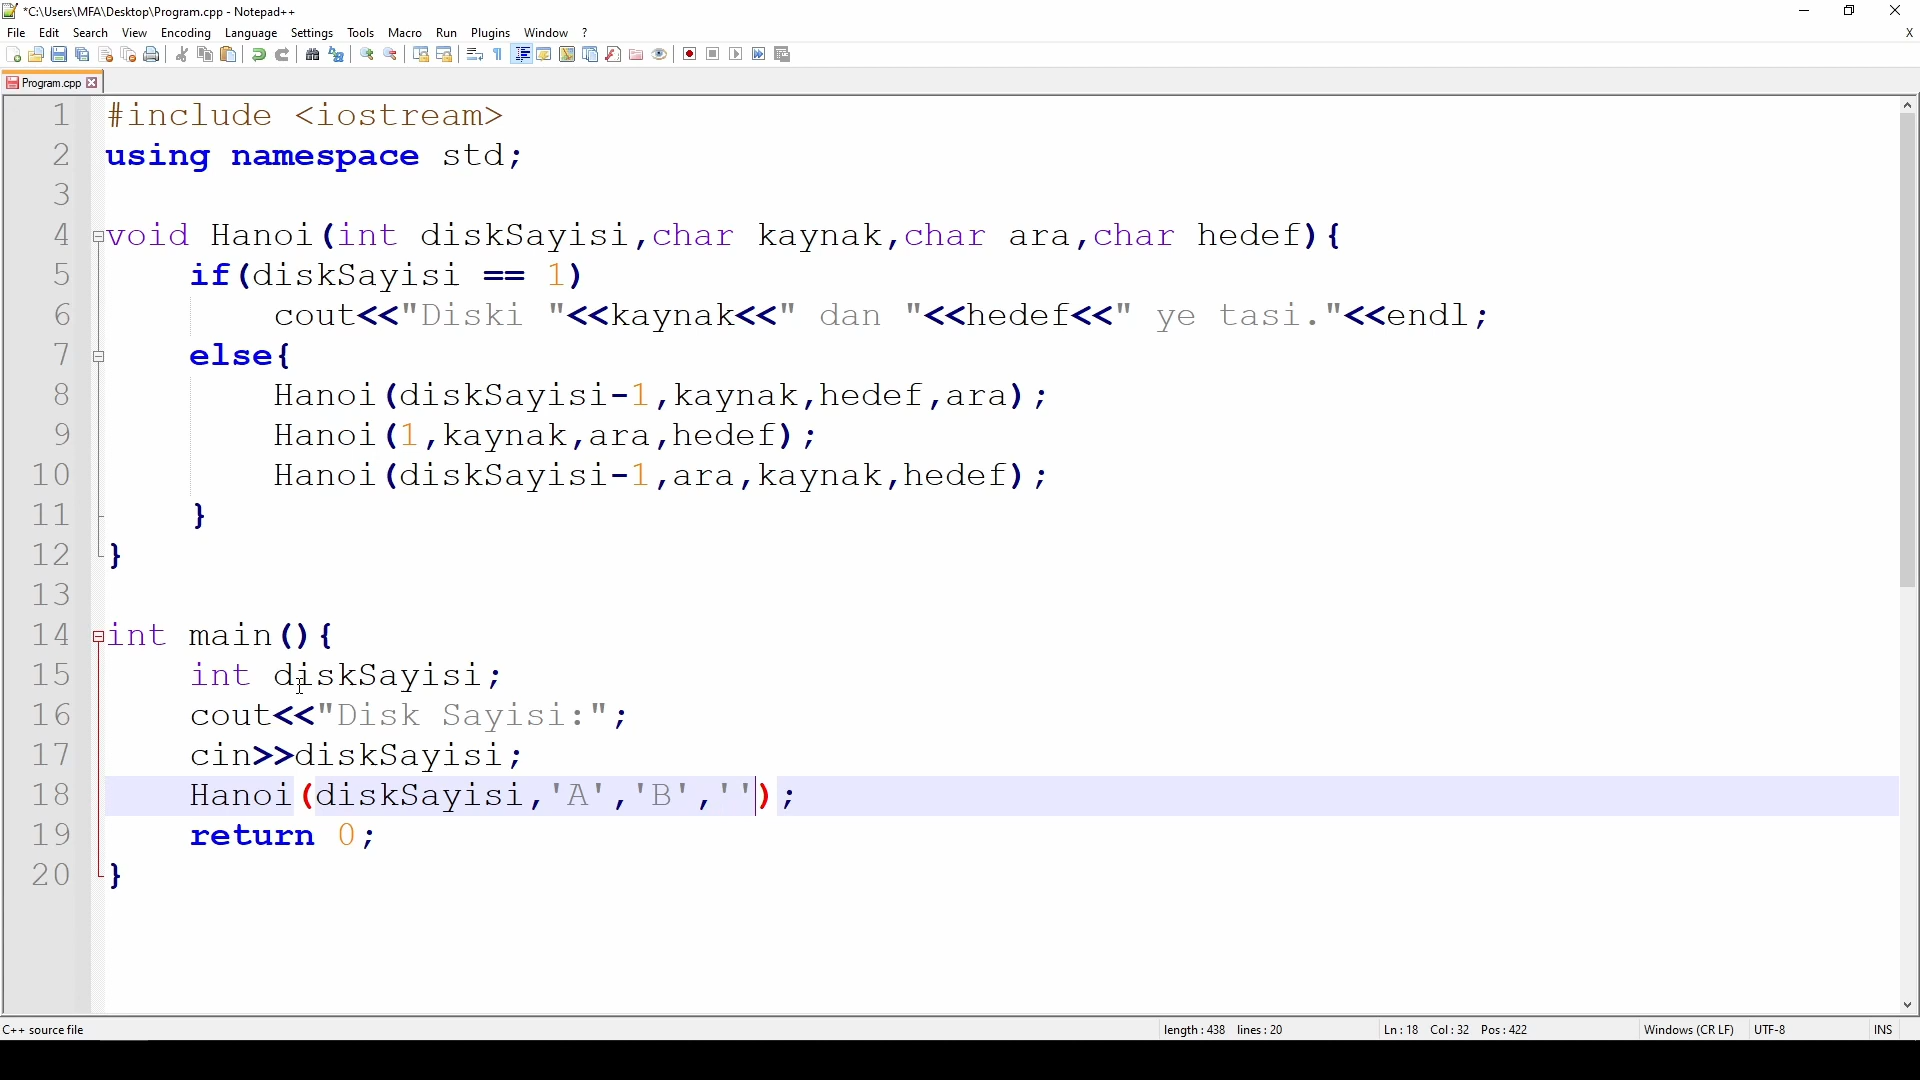 *C:\Users\MFA\Desktop\Program.cpp - Notepad++
File Edit Search View Encoding Language Settings Tools Macro Run Plugins Window ? X
Program.cpp
1 #include <iostream>
2 using namespace std;
3
4 void Hanoi(int diskSayisi,char kaynak,char ara,char hedef){
5 if(diskSayisi == 1)
6 cout<<"Diski "<<kaynak<<" dan "<<hedef<<" ye tasi."<<endl;
7 else{
8 Hanoi(diskSayisi-1,kaynak,hedef,ara);
9 Hanoi(1,kaynak,ara,hedef);
10 Hanoi(diskSayisi-1,ara,kaynak,hedef);
11 }
12 }
13
14 int main(){
15 int diskSayisi;
16 cout<<"Disk Sayisi:";
17 cin>>diskSayisi;
18 Hanoi(diskSayisi,'A','B','');
19 return 0;
20 }
C++ source file length : 438 lines : 20 Ln : 18 Col : 32 Pos : 422 Windows (CR LF) UTF-8 INS